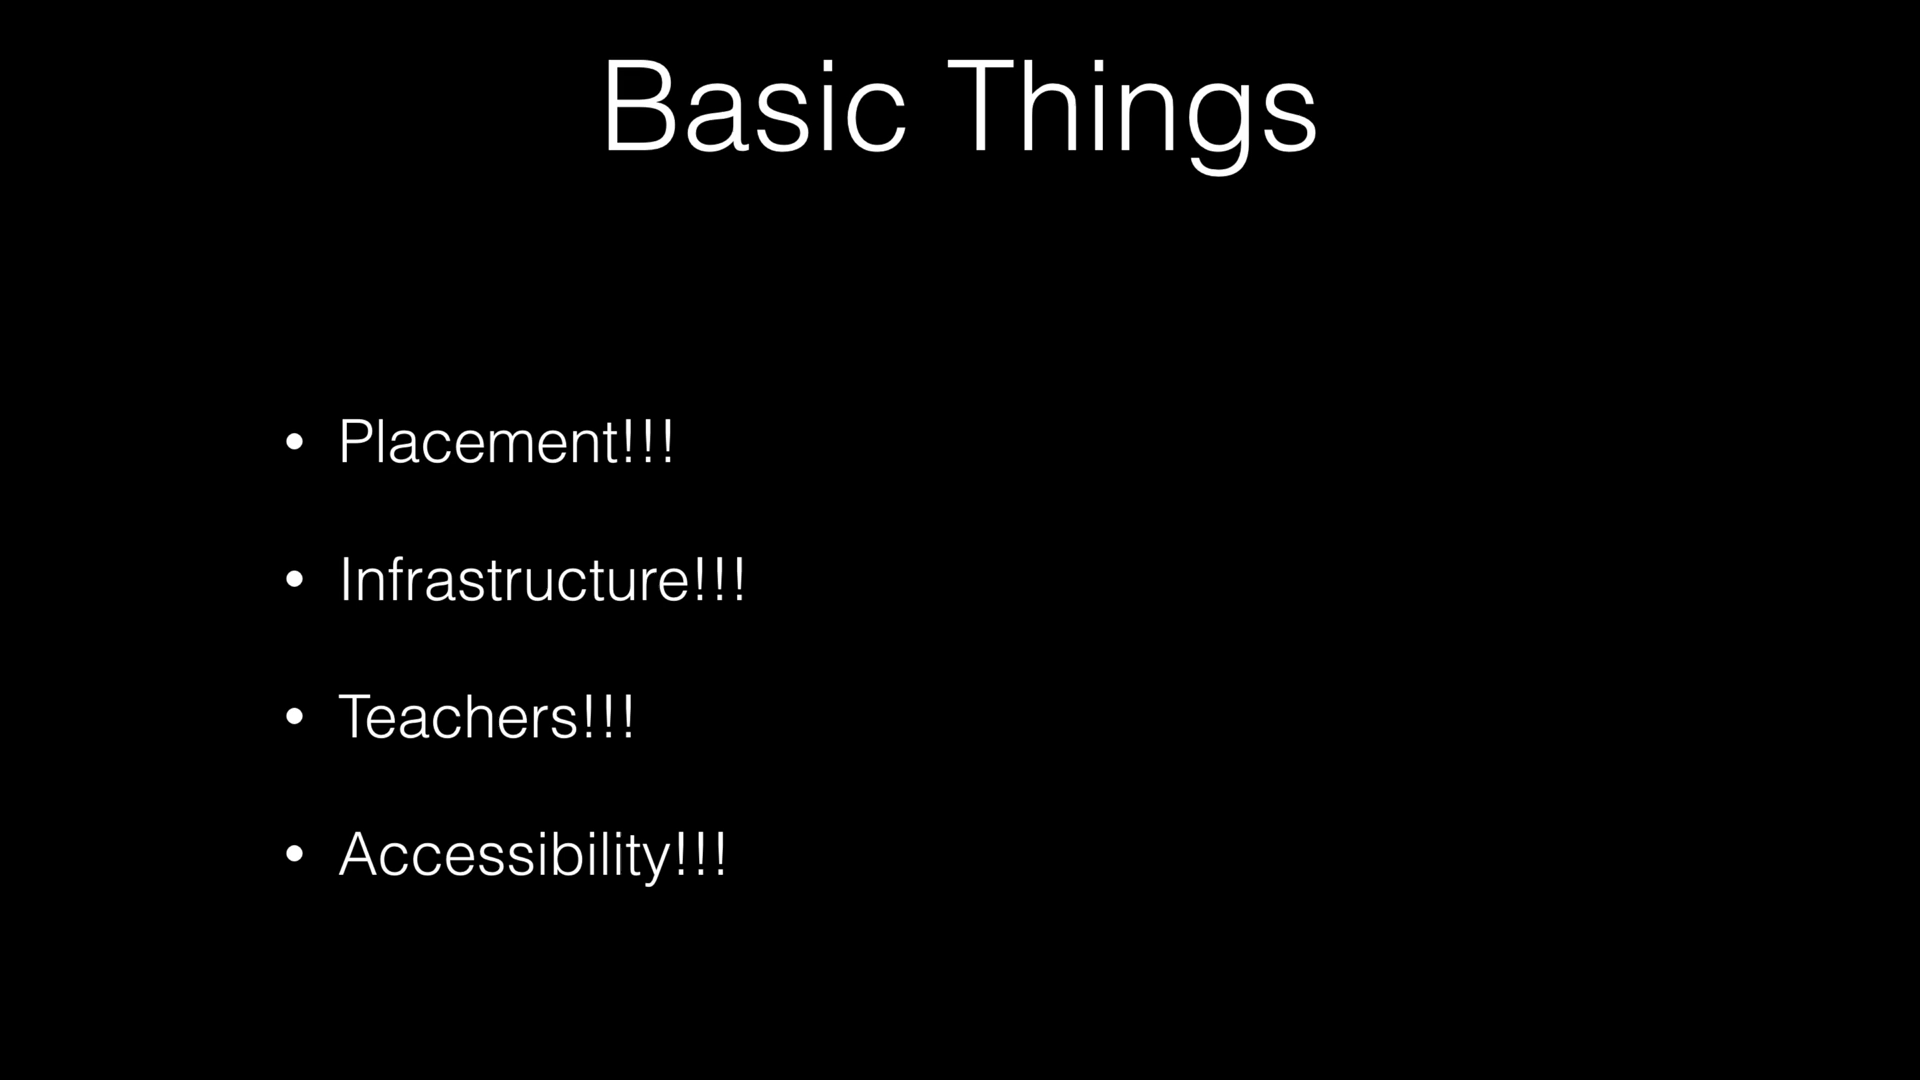 Basic Things
• Placement!!!
• Infrastructure!!!
• Teachers!!!
• Accessibility!!!